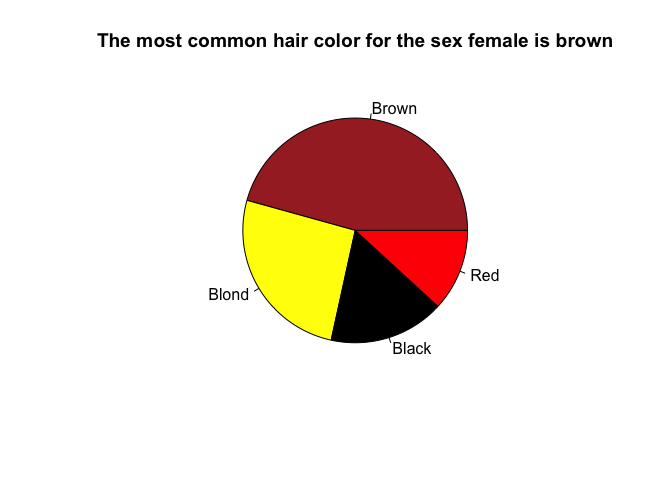 The most common hair color for the sex female is brown
Brown
Blond
Red
Black